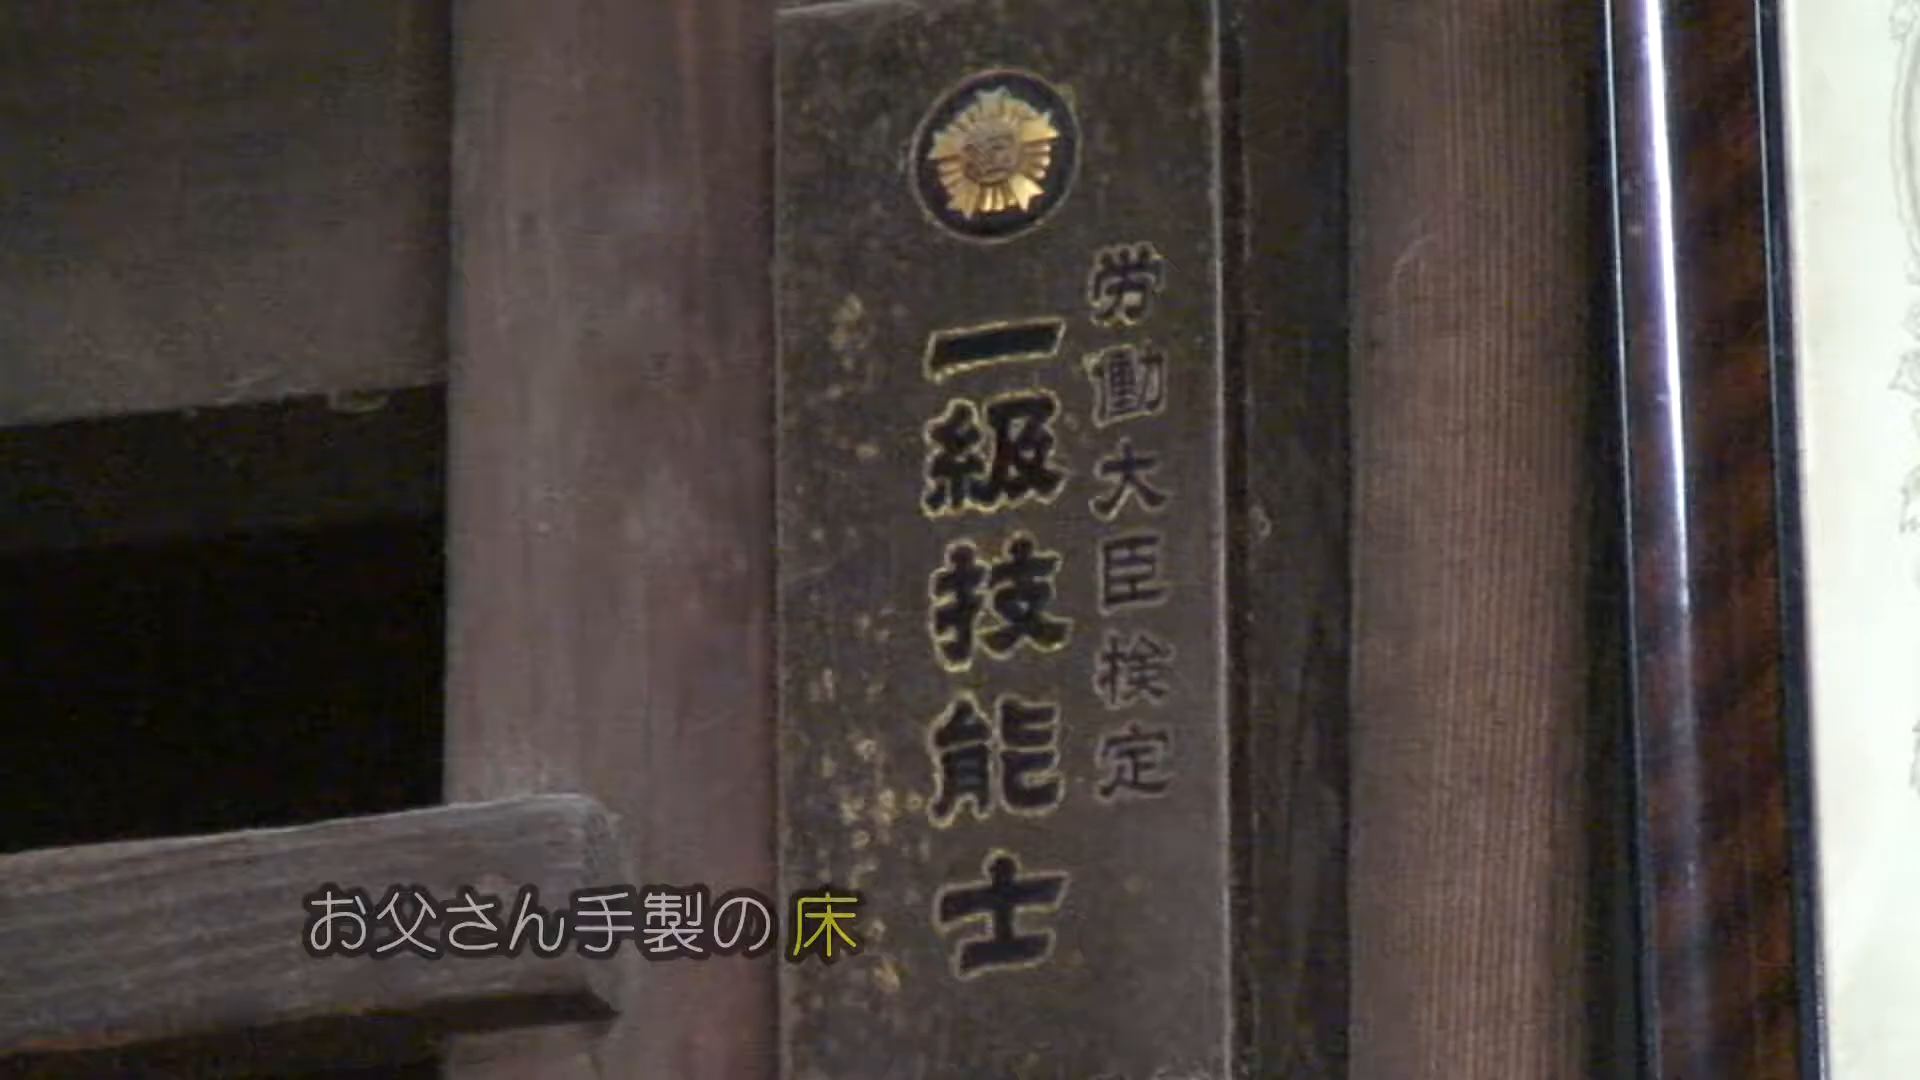 労働大臣検定
一級技能士
お父さん手製の床